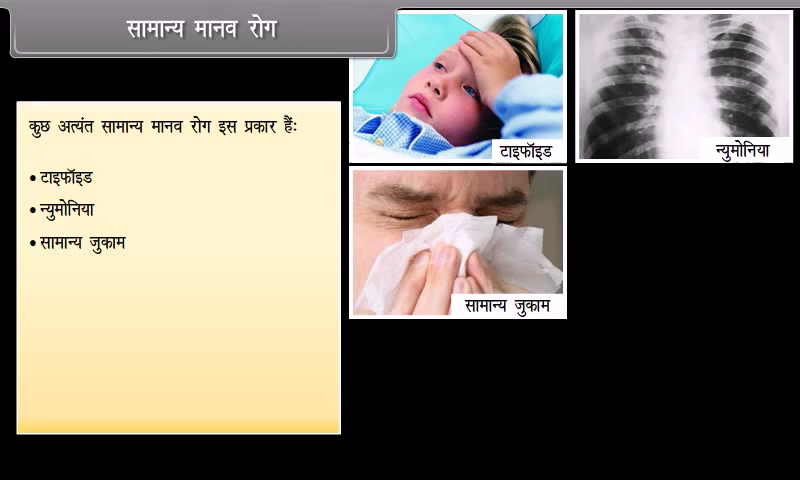 सामान्य मानव रोग
कुछ अत्यंत सामान्य मानव रोग इस प्रकार हैं:
• टाइफॉइड
• न्युमोनिया
• सामान्य जुकाम
टाइफॉइड
न्युमोनिया
सामान्य जुकाम